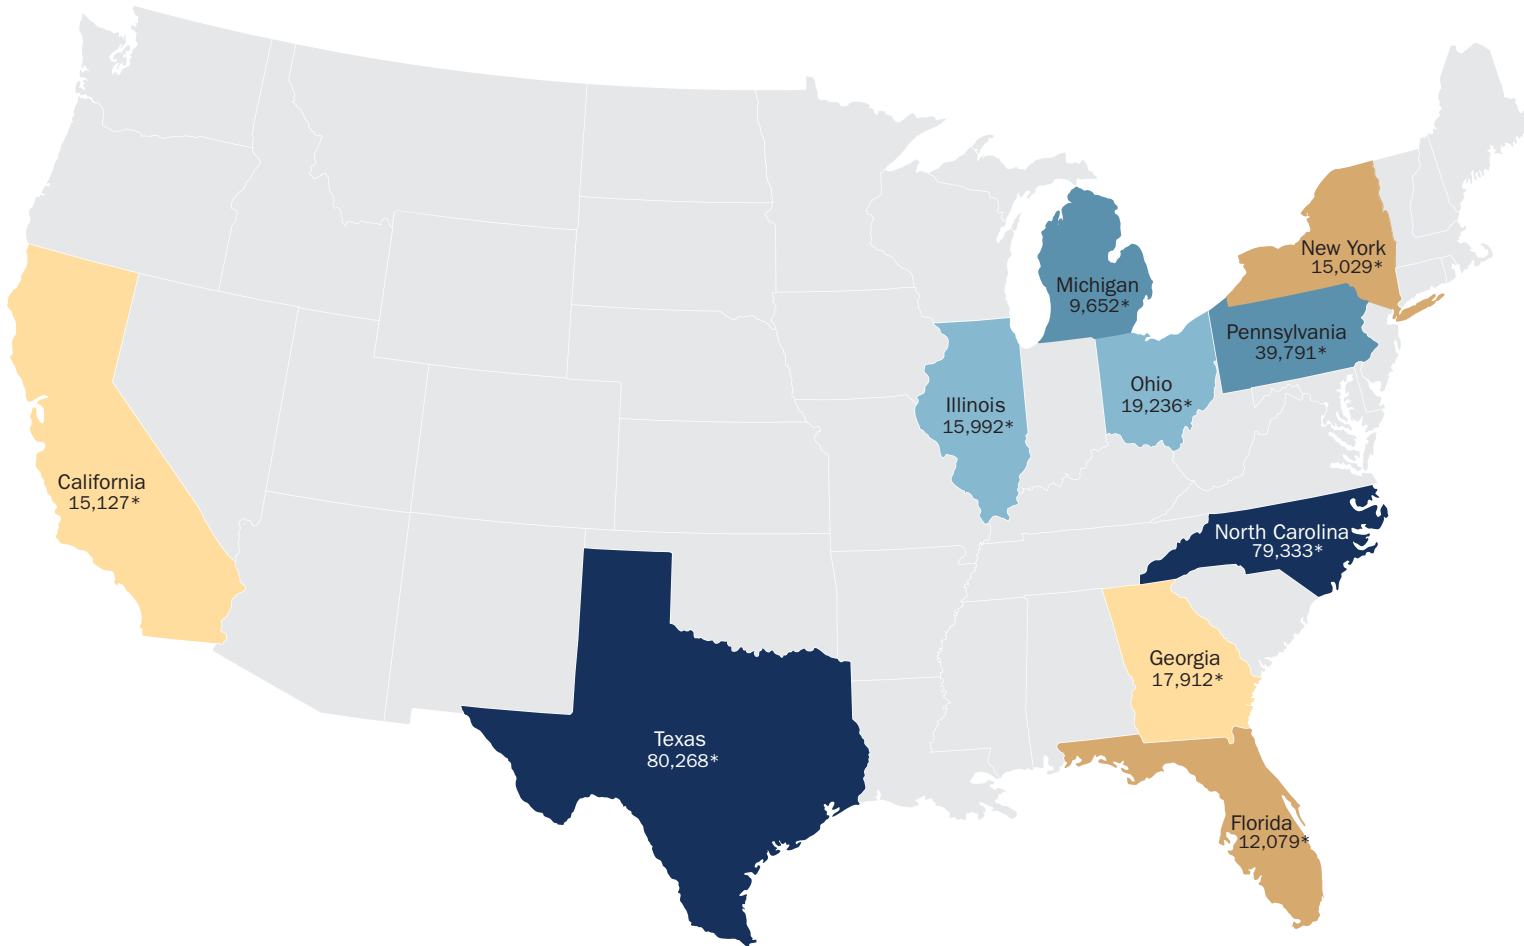 New York
15,029*
Michigan
9,652*
Pennsylvania
39,791*
Ohio
19,236*
Illinois
15,992*
California
15,127*
North Carolina
79,333*
Georgia
17,912*
Texas
80,268*
Florida
12,079*